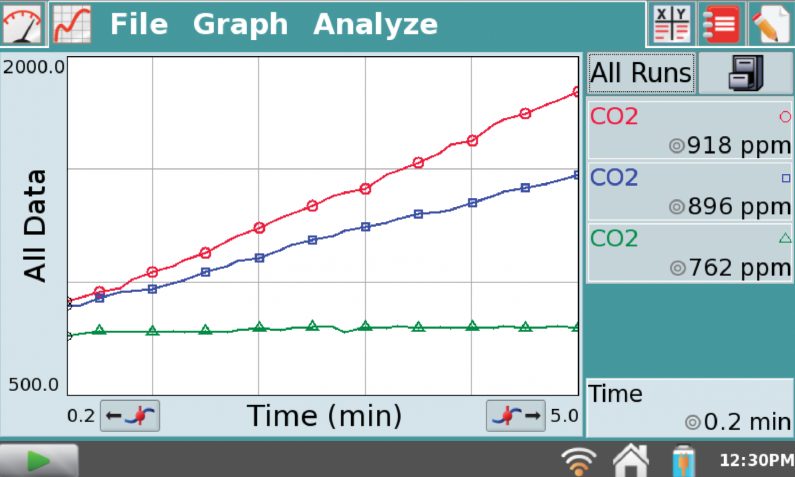 File Graph Analyze
X Y
2000.0
All Data
500.0
0.2
Time (min)
5.0
All Runs
CO2
918 ppm
CO2
896 ppm
CO2
762 ppm
Time
0.2 min
12:30PM